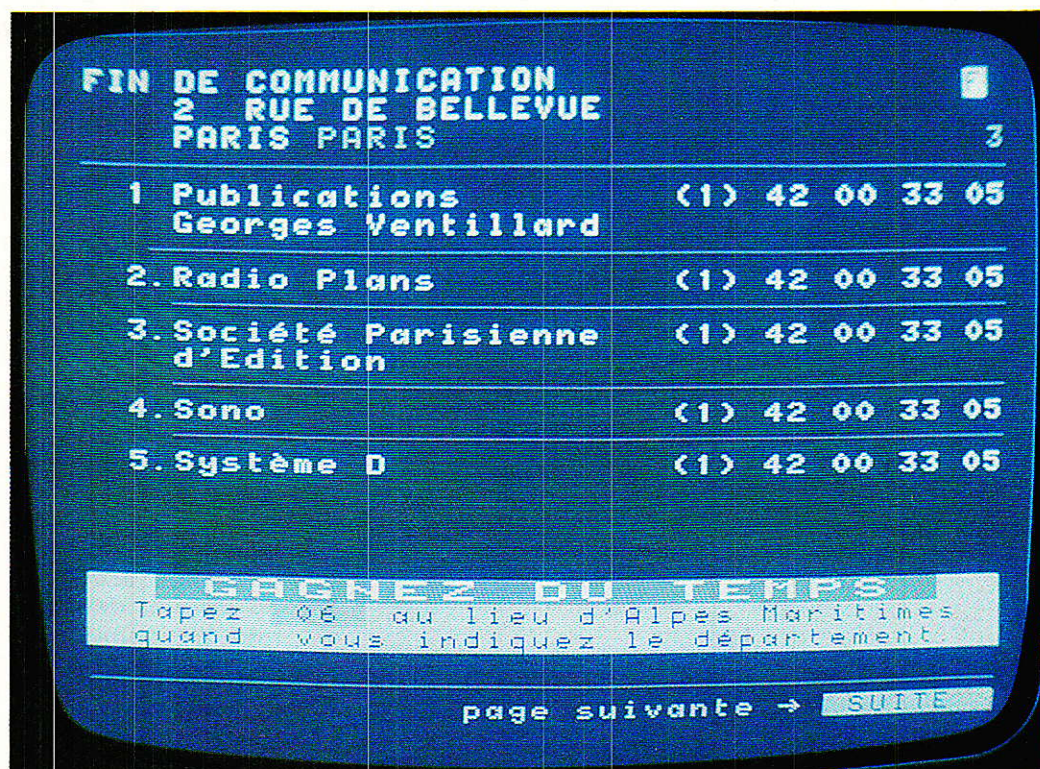 FIN DE COMMUNICATION F
2 RUE DE BELLEVUE
PARIS PARIS 3
1 Publications (1) 42 00 33 05
Georges Ventillard
2. Radio Plans (1) 42 00 33 05
3. Société Parisienne (1) 42 00 33 05
d'Edition
4. Sono (1) 42 00 33 05
5. Système D (1) 42 00 33 05
GAGNEZ DU TEMPS
Tapez 06 au lieu d'Alpes Maritimes
quand vous indiquez le département.
page suivante → SUITE